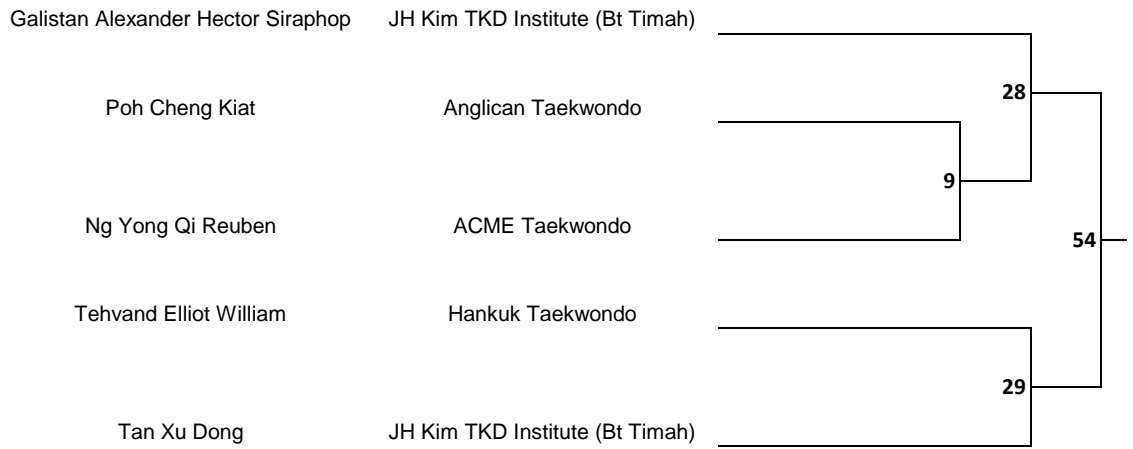 Galistan Alexander Hector Siraphop JH Kim TKD Institute (Bt Timah)
28
Poh Cheng Kiat Anglican Taekwondo
9
Ng Yong Qi Reuben ACME Taekwondo
54
Tehvand Elliot William Hankuk Taekwondo
29
Tan Xu Dong JH Kim TKD Institute (Bt Timah)